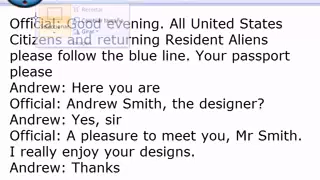 Official: Good evening. All United States
Citizens and returning Resident Aliens
please follow the blue line. Your passport
please
Andrew: Here you are
Official: Andrew Smith, the designer?
Andrew: Yes, sir
Official: A pleasure to meet you, Mr Smith.
I really enjoy your designs.
Andrew: Thanks